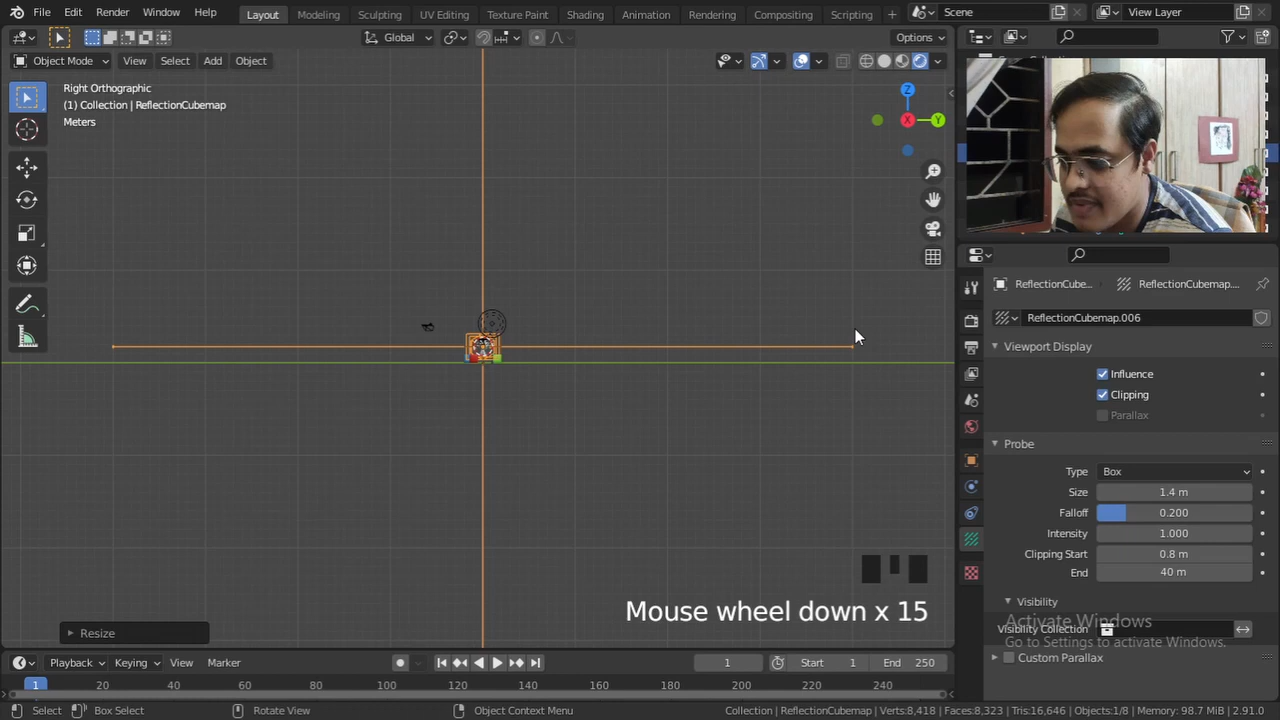 File Edit Render Window Help Layout Modeling Sculpting UV Editing Texture Paint Shading Animation Rendering Compositing Scripting + Scene View Layer
Global Options
Object Mode View Select Add Object
Right Orthographic
(1) Collection | ReflectionCubemap
Meters
Z
X
Y
ReflectionCube... ReflectionCubemap....
ReflectionCubemap.006
Viewport Display
Influence
Clipping
Parallax
Probe
Type Box
Size 1.4 m
Falloff 0.200
Intensity 1.000
Clipping Start 0.8 m
End 40 m
Visibility
Visibility Collection
Custom Parallax
Activate Windows
Go to Settings to activate Windows.
Mouse wheel down x 15
Resize
Playback Keying View Marker 1 Start 1 End 250
1 20 40 60 80 100 120 140 160 180 200 220 240
Select Box Select Rotate View Object Context Menu Collection | ReflectionCubemap | Verts:8,418 | Faces:8,323 | Tris:16,646 | Objects:1/8 | Memory: 98.7 MiB | 2.91.0